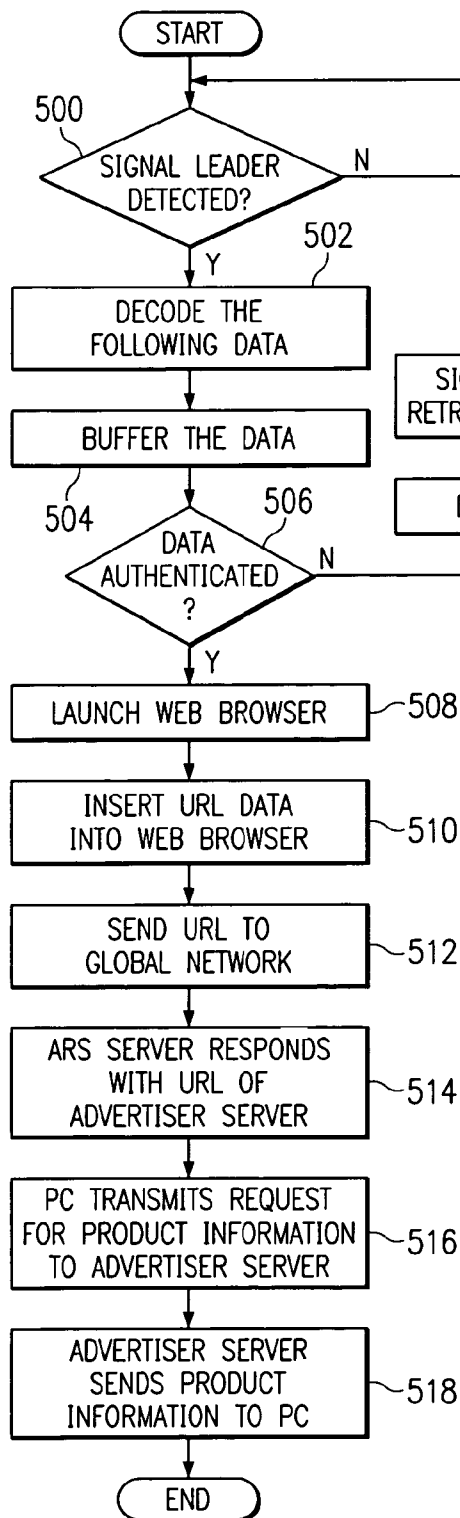 START
500
SIGNAL LEADER
DETECTED?
N
Y
502
DECODE THE
FOLLOWING DATA
BUFFER THE DATA
504
506
DATA
AUTHENTICATED
?
N
Y
LAUNCH WEB BROWSER
508
INSERT URL DATA
INTO WEB BROWSER
510
SEND URL TO
GLOBAL NETWORK
512
ARS SERVER RESPONDS
WITH URL OF
ADVERTISER SERVER
514
PC TRANSMITS REQUEST
FOR PRODUCT INFORMATION
TO ADVERTISER SERVER
516
ADVERTISER SERVER
SENDS PRODUCT
INFORMATION TO PC
518
END